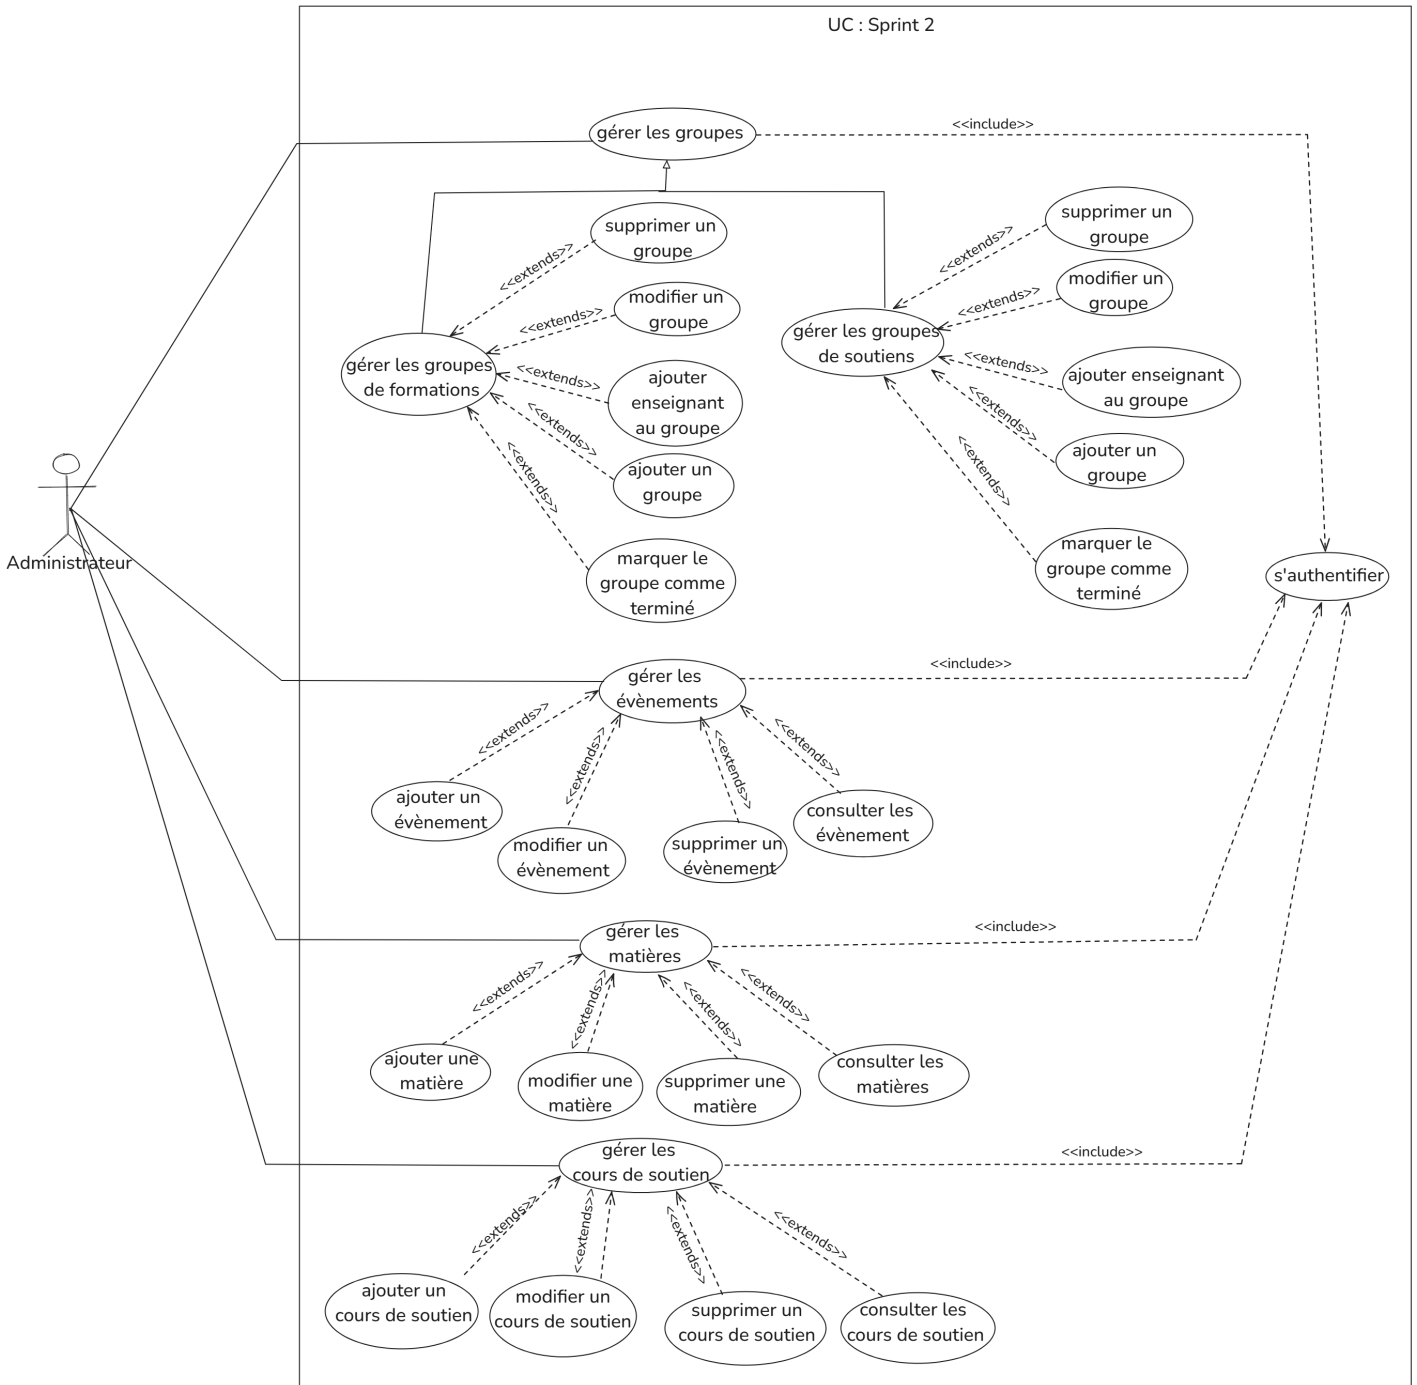 UC : Sprint 2
gérer les groupes
<<include>>
supprimer un
groupe
<<extends>>
modifier un
groupe
<<extends>>
gérer les groupes
de formations
<<extends>>
ajouter
enseignant
au groupe
<<extends>>
ajouter un
groupe
<<extends>>
marquer le
groupe comme
terminé
supprimer un
groupe
<<extends>>
modifier un
groupe
<<extends>>
gérer les groupes
de soutiens
<<extends>>
ajouter enseignant
au groupe
<<extends>>
ajouter un
groupe
<<extends>>
marquer le
groupe comme
terminé
Administrateur
s'authentifier
gérer les
évènements
<<include>>
<<extends>>
<<extends>>
<<extends>>
<<extends>>
ajouter un
évènement
modifier un
évènement
supprimer un
évènement
consulter les
évènement
gérer les
matières
<<include>>
<<extends>>
<<extends>>
<<extends>>
<<extends>>
ajouter une
matière
modifier une
matière
supprimer une
matière
consulter les
matières
gérer les
cours de soutien
<<include>>
<<extends>>
<<extends>>
<<extends>>
<<extends>>
ajouter un
cours de soutien
modifier un
cours de soutien
supprimer un
cours de soutien
consulter les
cours de soutien